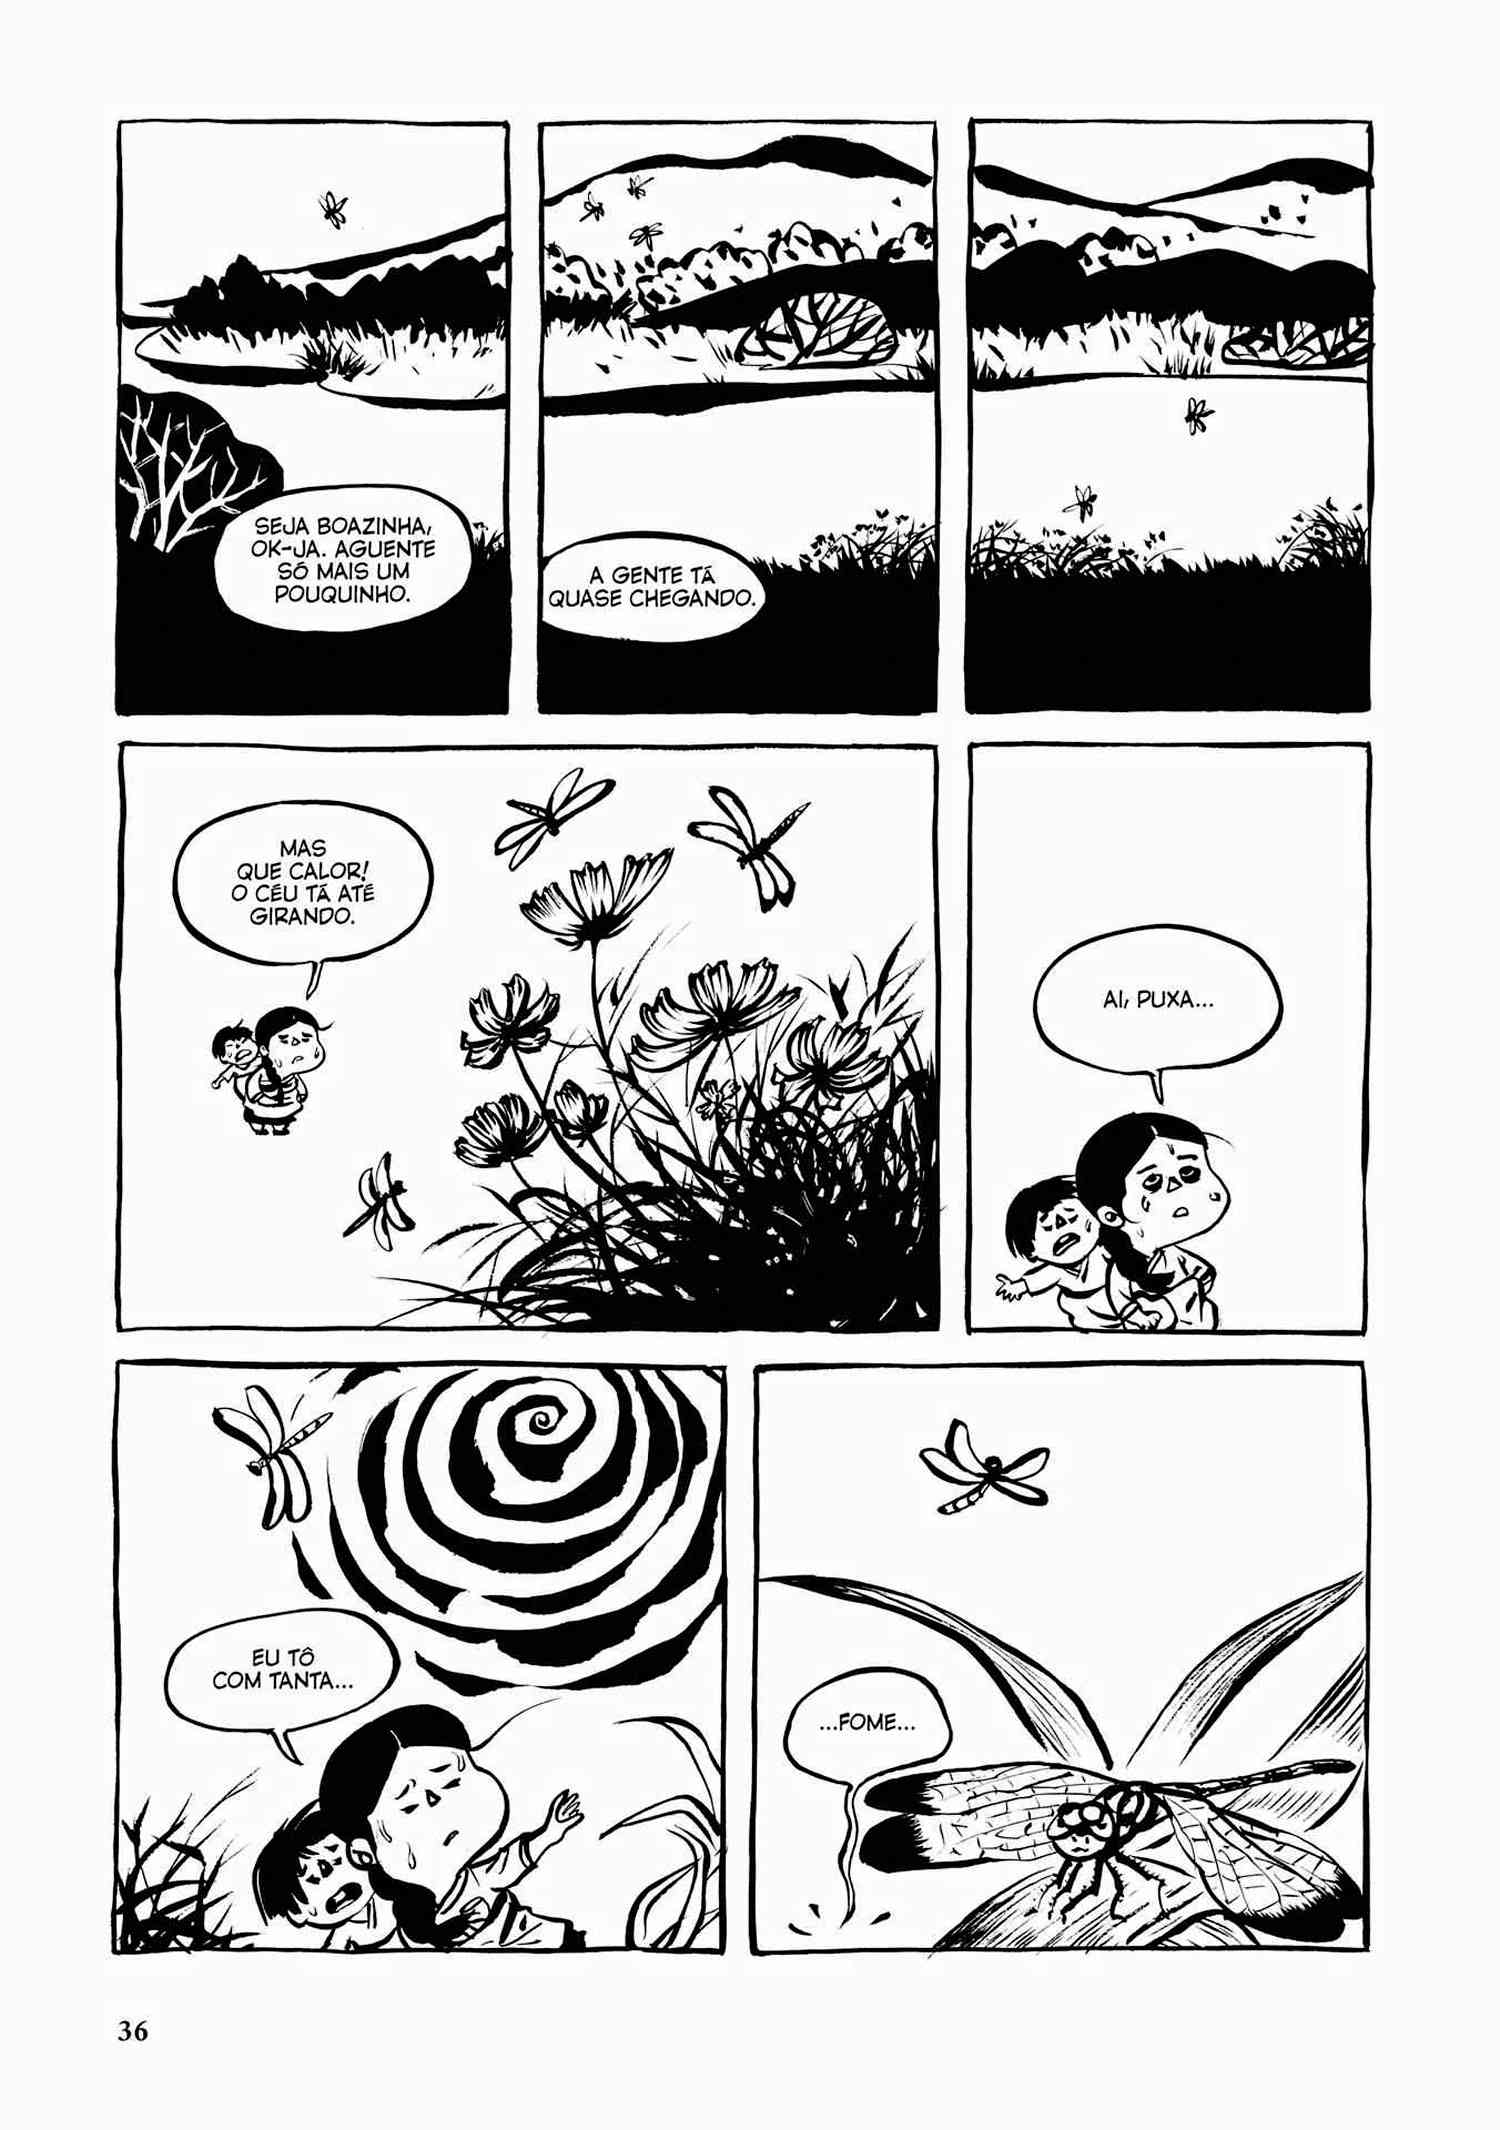 SEJA BOAZINHA,
OK-JA. AGUENTE
SÓ MAIS UM
POUQUINHO.
A GENTE TÁ
QUASE CHEGANDO.
MAS
QUE CALOR!
O CÉU TÁ ATÉ
GIRANDO.
AI, PUXA...
EU TÔ
COM TANTA...
...FOME...
36